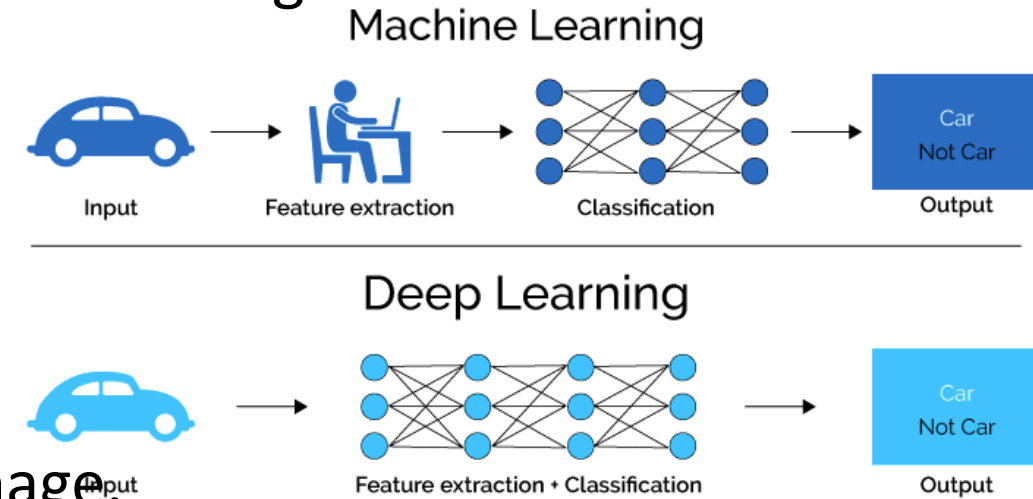 Machine Learning
Car
Not Car
Input
Feature extraction
Classification
Output
Deep Learning
Car
Not Car
Input
Feature extraction + Classification
Output